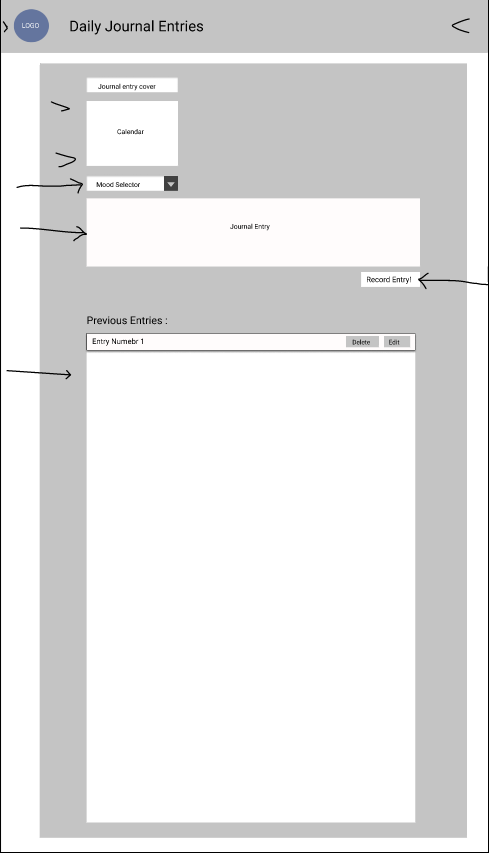 LOGO
Daily Journal Entries
Journal entry cover
Calendar
Mood Selector
Journal Entry
Record Entry!
Previous Entries :
Entry Numebr 1
Delete
Edit